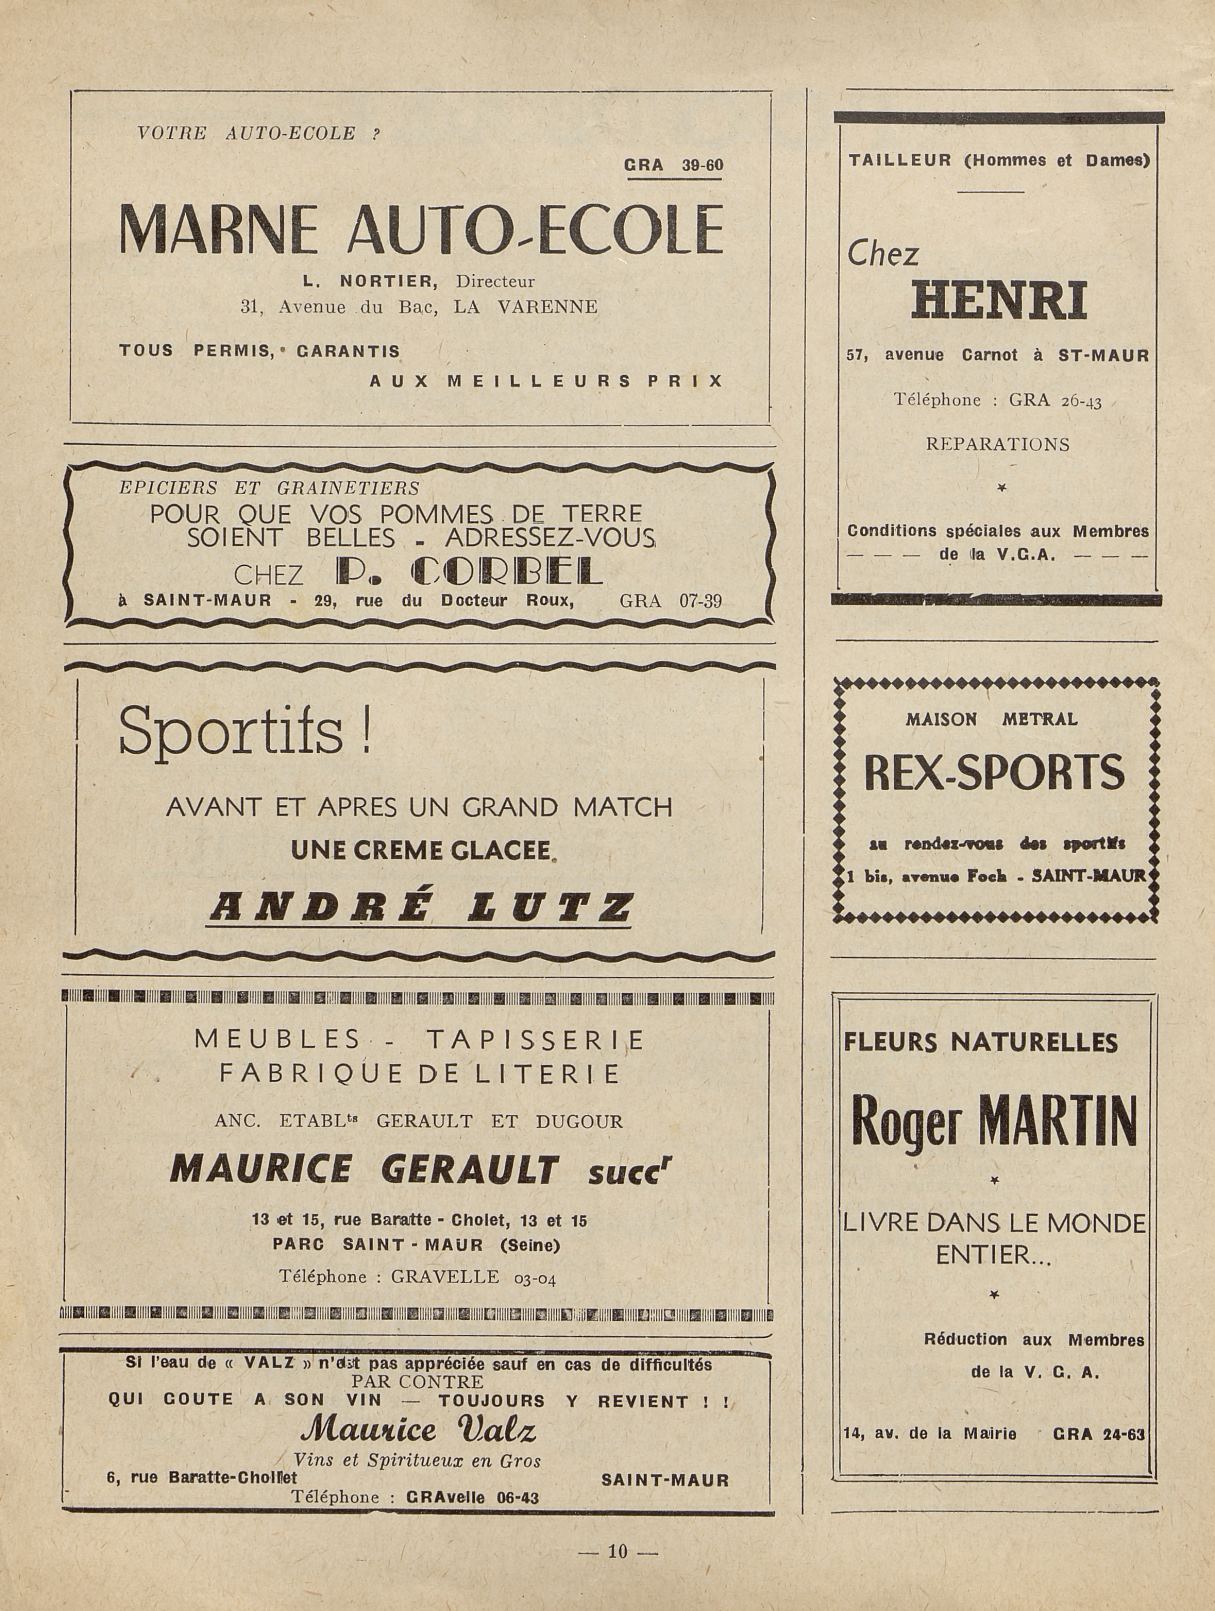 VOTRE AUTO-ECOLE ?
GRA 39-60
MARNE AUTO-ECOLE
L. NORTIER, Directeur
31, Avenue du Bac, LA VARENNE
TOUS PERMIS, GARANTIS
AUX MEILLEURS PRIX
EPICIERS ET GRAINETIERS
POUR QUE VOS POMMES DE TERRE
SOIENT BELLES - ADRESSEZ-VOUS
CHEZ P. CORBEL
à SAINT-MAUR - 29, rue du Docteur Roux, GRA 07-39
Sportifs !
AVANT ET APRES UN GRAND MATCH
UNE CREME GLACEE
ANDRÉ LUTZ
MEUBLES - TAPISSERIE
FABRIQUE DE LITERIE
ANC. ETABLts GERAULT ET DUGOUR
MAURICE GERAULT succr
13 et 15, rue Baratte - Cholet, 13 et 15
PARC SAINT - MAUR (Seine)
Téléphone : GRAVELLE 03-04
Si l'eau de « VALZ » n'est pas appréciée sauf en cas de difficultés
PAR CONTRE
QUI GOUTE A SON VIN — TOUJOURS Y REVIENT ! !
Maurice Valz
Vins et Spiritueux en Gros
6, rue Baratte-Chollet SAINT-MAUR
Téléphone : GRAvelle 06-43
TAILLEUR (Hommes et Dames)
Chez
HENRI
57, avenue Carnot à ST-MAUR
Téléphone : GRA 26-43
REPARATIONS
★
Conditions spéciales aux Membres
— — — de la V.G.A. — — —
MAISON METRAL
REX-SPORTS
au rendez-vous des sportifs
1 bis, avenue Foch - SAINT-MAUR
FLEURS NATURELLES
Roger MARTIN
★
LIVRE DANS LE MONDE
ENTIER...
★
Réduction aux Membres
de la V. G. A.
14, av. de la Mairie GRA 24-63
— 10 —